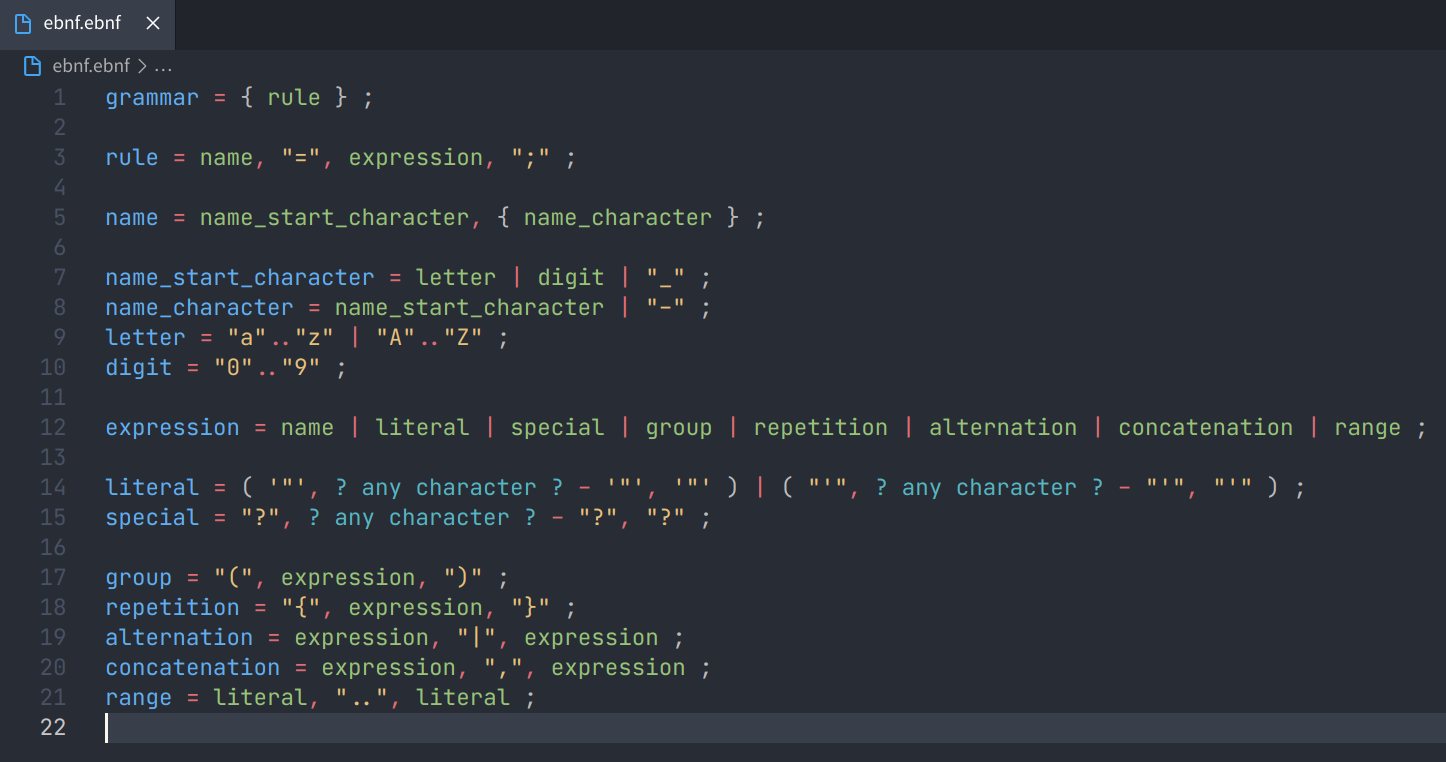 ebnf.ebnf
ebnf.ebnf > ...
1 grammar = { rule } ;
2
3 rule = name, "=", expression, ";" ;
4
5 name = name_start_character, { name_character } ;
6
7 name_start_character = letter | digit | "_" ;
8 name_character = name_start_character | "-" ;
9 letter = "a".."z" | "A".."Z" ;
10 digit = "0".."9" ;
11
12 expression = name | literal | special | group | repetition | alternation | concatenation | range ;
13
14 literal = ( '"', ? any character ? - '"', '"' ) | ( "'", ? any character ? - "'", "'" ) ;
15 special = "?", ? any character ? - "?", "?" ;
16
17 group = "(", expression, ")" ;
18 repetition = "{", expression, "}" ;
19 alternation = expression, "|", expression ;
20 concatenation = expression, ",", expression ;
21 range = literal, "..", literal ;
22